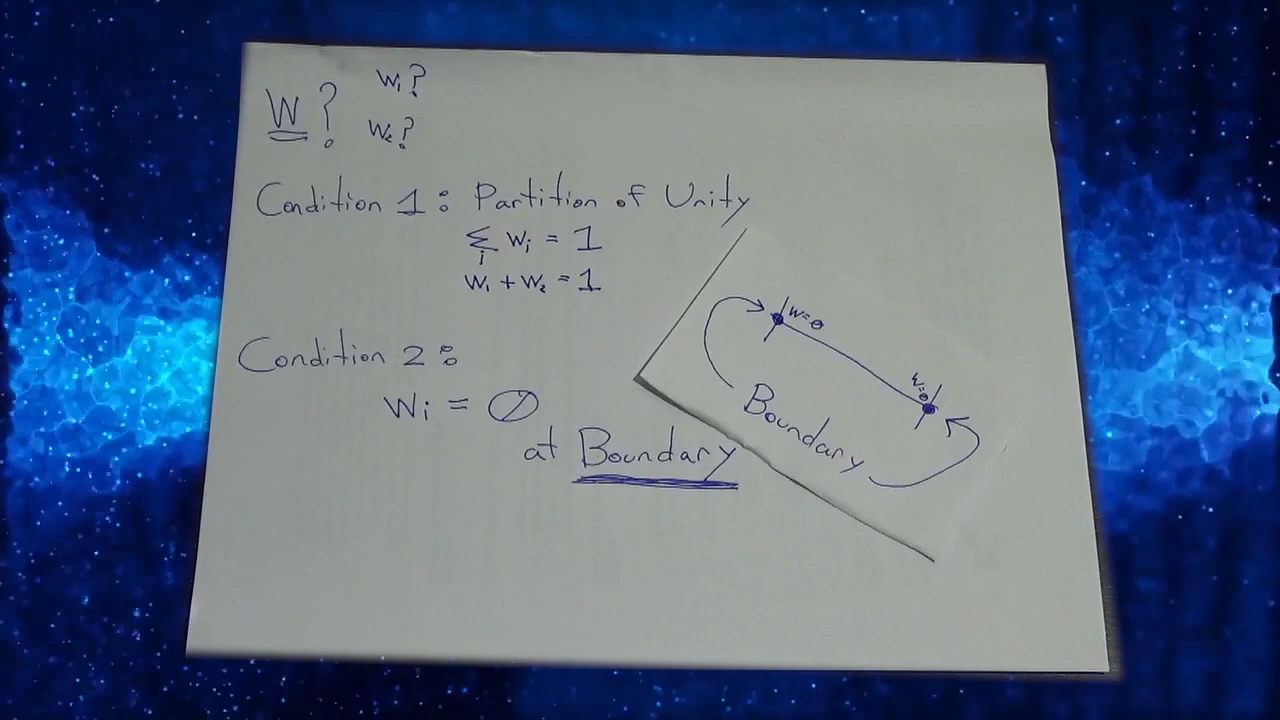 W?
W₁?
W₂?
Condition 1: Partition of Unity
Σᵢ Wᵢ = 1
W₁ + W₂ = 1
Condition 2:
Wᵢ = ∅
at Boundary
W=0
W=0
Boundary